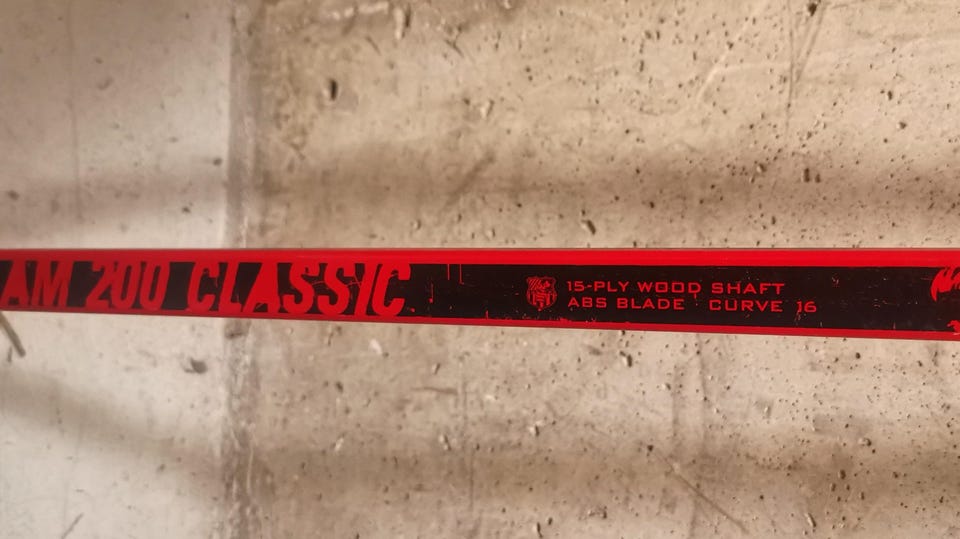 AM 200 CLASSIC
15-PLY WOOD SHAFT
ABS BLADE CURVE 16